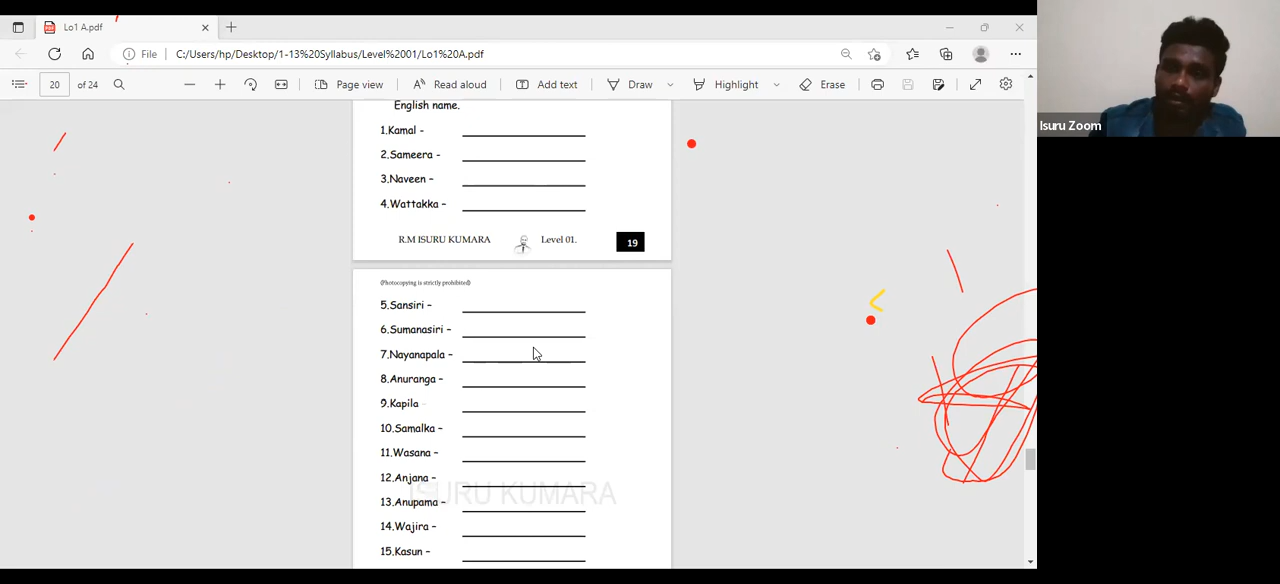 Lo1 A.pdf
File C:/Users/hp/Desktop/1-13%20Syllabus/Level%2001/Lo1%20A.pdf
20 of 24 Page view Read aloud Add text Draw Highlight Erase
Isuru Zoom
English name.
1.Kamal -
2.Sameera -
3.Naveen -
4.Wattakka -
R.M ISURU KUMARA Level 01. 19
(Photocopying is strictly prohibited)
5.Sansiri -
6.Sumanasiri -
7.Nayanapala -
8.Anuranga -
9.Kapila -
10.Samalka -
11.Wasana -
12.Anjana -
ISURU KUMARA
13.Anupama -
14.Wajira -
15.Kasun -